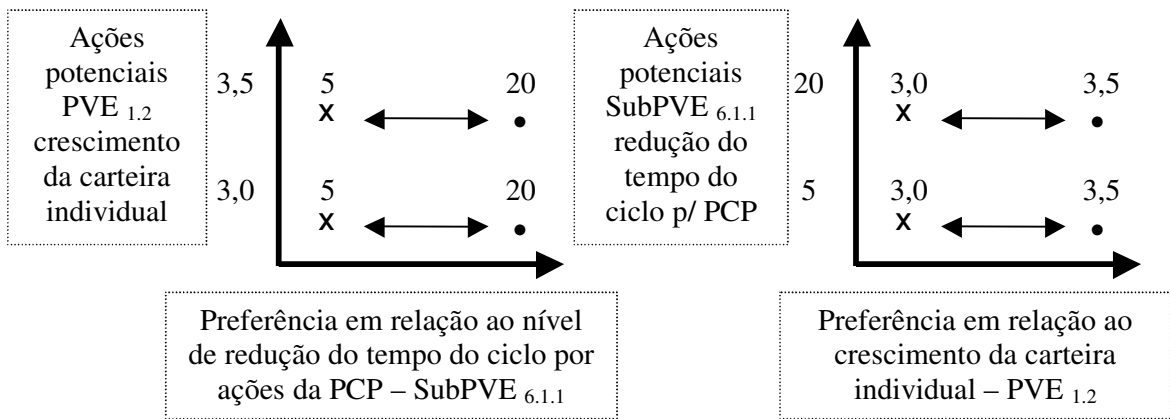 Ações
potenciais
PVE 1.2
crescimento
da carteira
individual
3,5
5
20
x
3,0
5
20
x
Preferência em relação ao nível
de redução do tempo do ciclo por
ações da PCP – SubPVE 6.1.1
Ações
potenciais
SubPVE 6.1.1
redução do
tempo do
ciclo p/ PCP
20
3,0
3,5
x
5
3,0
3,5
x
Preferência em relação ao
crescimento da carteira
individual – PVE 1.2